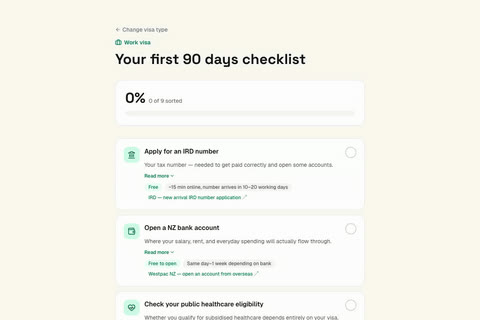 ← Change visa type
Work visa
Your first 90 days checklist
0% 0 of 9 sorted
Apply for an IRD number
Your tax number — needed to get paid correctly and open some accounts.
Read more
Free ~15 min online, number arrives in 10–20 working days
IRD — new arrival IRD number application ↗
Open a NZ bank account
Where your salary, rent, and everyday spending will actually flow through.
Read more
Free to open Same day–1 week depending on bank
Westpac NZ — open an account from overseas ↗
Check your public healthcare eligibility
Whether you qualify for subsidised healthcare depends entirely on your visa.